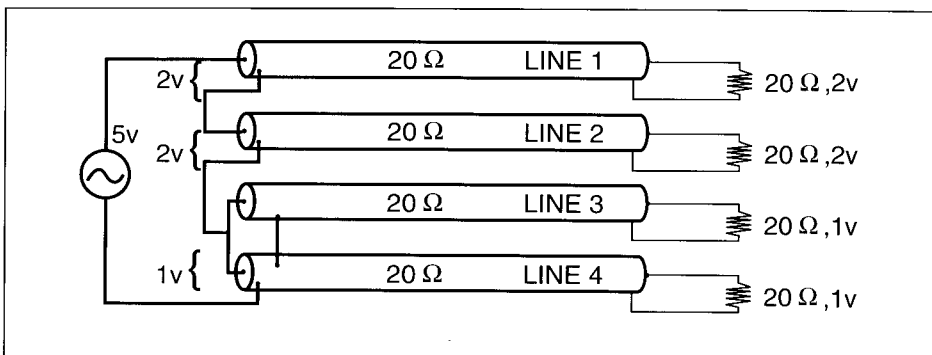 20 Ω LINE 1
2v {
20 Ω ,2v
5v
20 Ω LINE 2
2v {
20 Ω ,2v
20 Ω LINE 3
20 Ω ,1v
1v {
20 Ω LINE 4
20 Ω ,1v